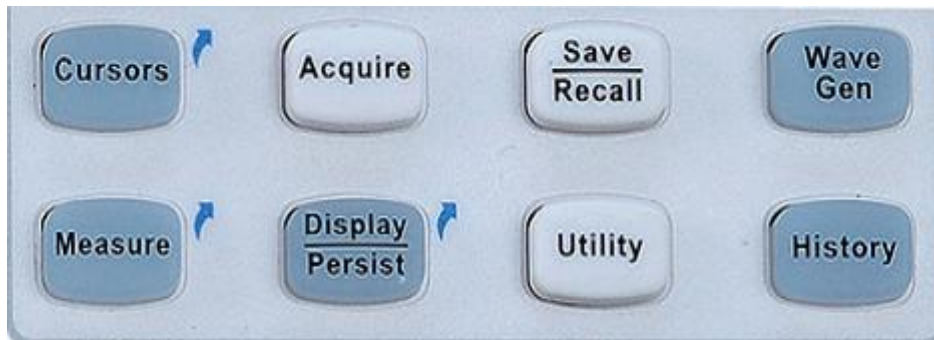 Cursors
Acquire
Save
Recall
Wave
Gen
Measure
Display
Persist
Utility
History